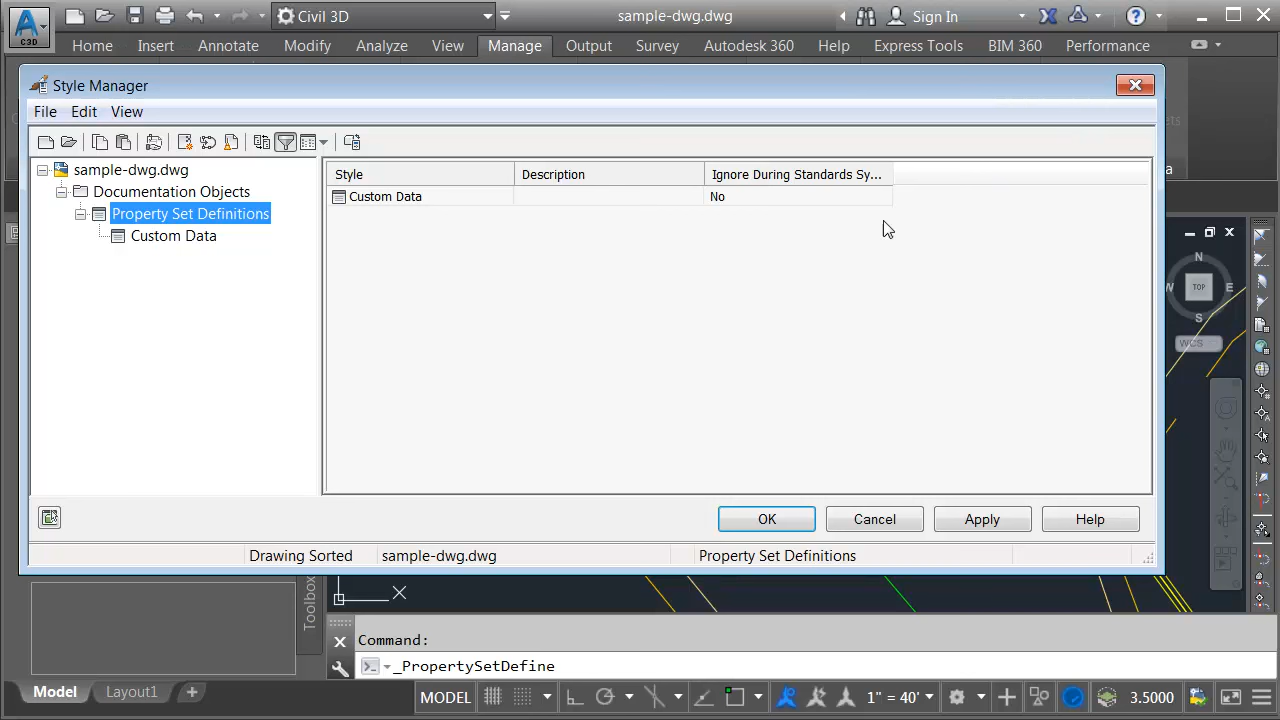 Civil 3D
sample-dwg.dwg
Sign In
C3D
Home
Insert
Annotate
Modify
Analyze
View
Manage
Output
Survey
Autodesk 360
Help
Express Tools
BIM 360
Performance
Style Manager
File
Edit
View
sample-dwg.dwg
Documentation Objects
Property Set Definitions
Custom Data
Style
Description
Ignore During Standards Sy...
Custom Data
No
OK
Cancel
Apply
Help
Drawing Sorted
sample-dwg.dwg
Property Set Definitions
N
W
TOP
E
S
WCS
Toolbox
X
Command:
_PropertySetDefine
Model
Layout1
MODEL
1" = 40'
3.5000